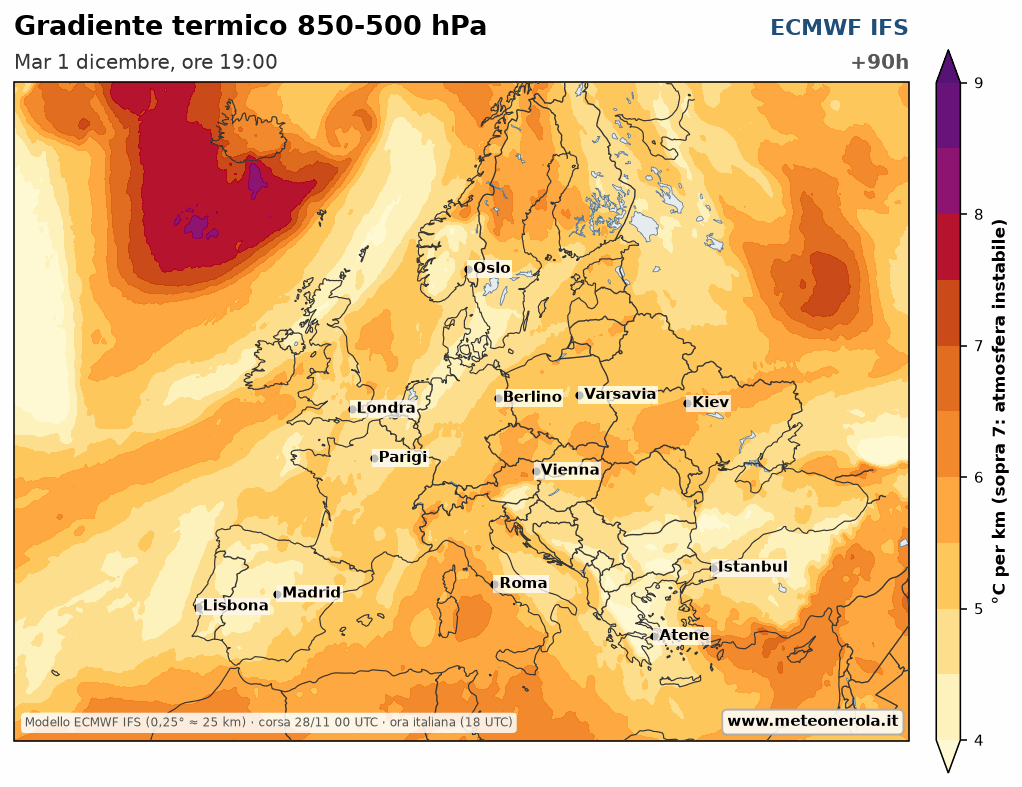 Gradiente termico 850-500 hPa
ECMWF IFS
Mar 1 dicembre, ore 19:00
+90h
9
8
7
6
5
4
°C per km (sopra 7: atmosfera instabile)
Oslo
Londra
Berlino
Varsavia
Kiev
Parigi
Vienna
Istanbul
Roma
Madrid
Lisbona
Atene
Modello ECMWF IFS (0,25° ≈ 25 km) · corsa 28/11 00 UTC · ora italiana (18 UTC)
www.meteonerola.it